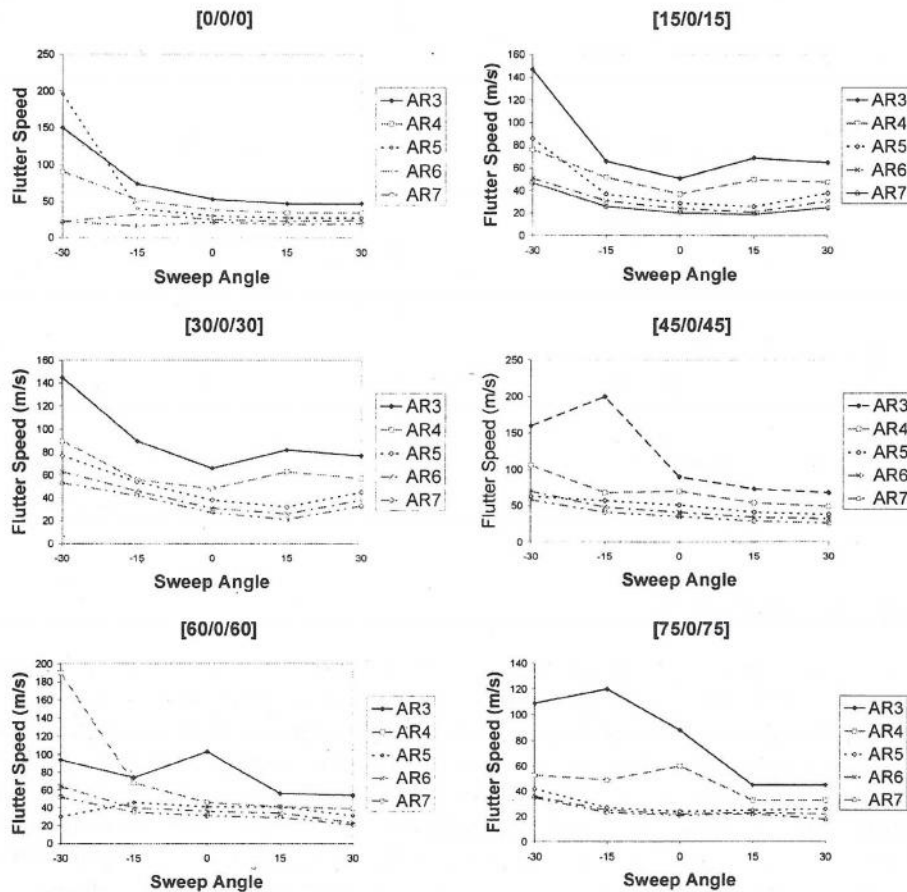 [0/0/0]
250
200
150
100
50
0
Flutter Speed
-30 -15 0 15 30
Sweep Angle
AR3
AR4
AR5
AR6
AR7
[15/0/15]
160
140
120
100
80
60
40
20
0
Flutter Speed (m/s)
-30 -15 0 15 30
Sweep Angle
AR3
AR4
AR5
AR6
AR7
[30/0/30]
160
140
120
100
80
60
40
20
0
Flutter Speed (m/s)
-30 -15 0 15 30
Sweep Angle
AR3
AR4
AR5
AR6
AR7
[45/0/45]
250
200
150
100
50
0
Flutter Speed (m/s)
-30 -15 0 15 30
Sweep Angle
AR3
AR4
AR5
AR6
AR7
[60/0/60]
200
180
160
140
120
100
80
60
40
20
0
Flutter Speed (m/s)
-30 -15 0 15 30
Sweep Angle
AR3
AR4
AR5
AR6
AR7
[75/0/75]
140
120
100
80
60
40
20
0
Flutter Speed (m/s)
-30 -15 0 15 30
Sweep Angle
AR3
AR4
AR5
AR6
AR7